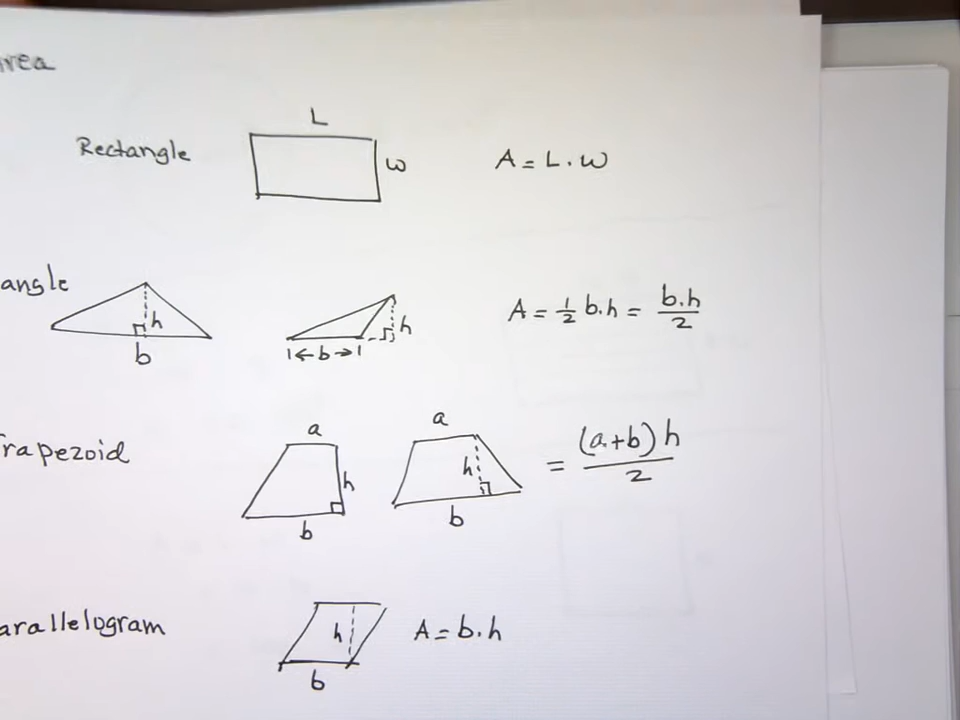 rea
L
Rectangle w A = L . w
angle h h A = 1/2 b.h = b.h/2
b |← b →|
a a
rapezoid h h = (a+b) h/2
b b
arallelogram h A = b.h
b